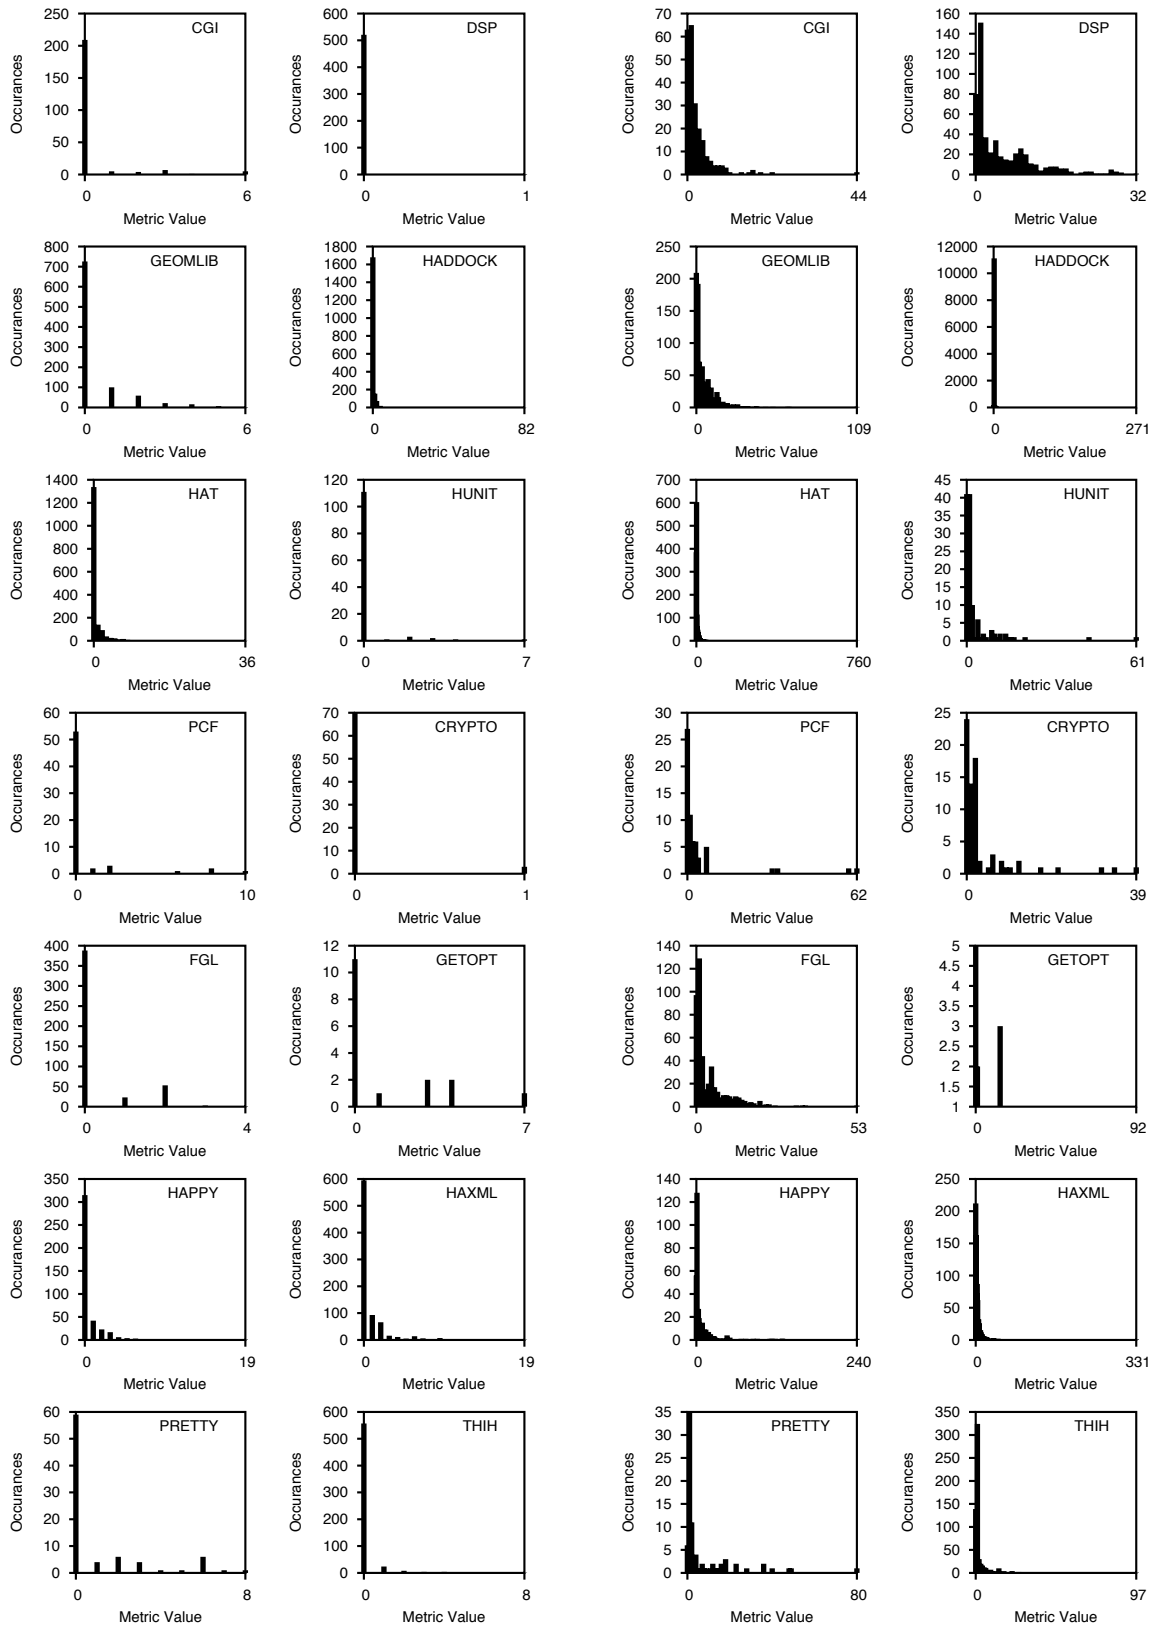 250
200
150
100
50
0
Occurances
CGI
0 6
Metric Value
600
500
400
300
200
100
0
Occurances
DSP
0 1
Metric Value
70
60
50
40
30
20
10
0
Occurances
CGI
0 44
Metric Value
160
140
120
100
80
60
40
20
0
Occurances
DSP
0 32
Metric Value
800
700
600
500
400
300
200
100
0
Occurances
GEOMLIB
0 6
Metric Value
1800
1600
1400
1200
1000
800
600
400
200
0
Occurances
HADDOCK
0 82
Metric Value
250
200
150
100
50
0
Occurances
GEOMLIB
0 109
Metric Value
12000
10000
8000
6000
4000
2000
0
Occurances
HADDOCK
0 271
Metric Value
1400
1200
1000
800
600
400
200
0
Occurances
HAT
0 36
Metric Value
120
100
80
60
40
20
0
Occurances
HUNIT
0 7
Metric Value
700
600
500
400
300
200
100
0
Occurances
HAT
0 760
Metric Value
45
40
35
30
25
20
15
10
5
0
Occurances
HUNIT
0 61
Metric Value
60
50
40
30
20
10
0
Occurances
PCF
0 10
Metric Value
70
60
50
40
30
20
10
0
Occurances
CRYPTO
0 1
Metric Value
30
25
20
15
10
5
0
Occurances
PCF
0 62
Metric Value
25
20
15
10
5
0
Occurances
CRYPTO
0 39
Metric Value
400
350
300
250
200
150
100
50
0
Occurances
FGL
0 4
Metric Value
12
10
8
6
4
2
0
Occurances
GETOPT
0 7
Metric Value
140
120
100
80
60
40
20
0
Occurances
FGL
0 53
Metric Value
5
4.5
4
3.5
3
2.5
2
1.5
1
Occurances
GETOPT
0 92
Metric Value
350
300
250
200
150
100
50
0
Occurances
HAPPY
0 19
Metric Value
600
500
400
300
200
100
0
Occurances
HAXML
0 19
Metric Value
140
120
100
80
60
40
20
0
Occurances
HAPPY
0 240
Metric Value
250
200
150
100
50
0
Occurances
HAXML
0 331
Metric Value
60
50
40
30
20
10
0
Occurances
PRETTY
0 8
Metric Value
600
500
400
300
200
100
0
Occurances
THIH
0 8
Metric Value
35
30
25
20
15
10
5
0
Occurances
PRETTY
0 80
Metric Value
350
300
250
200
150
100
50
0
Occurances
THIH
0 97
Metric Value